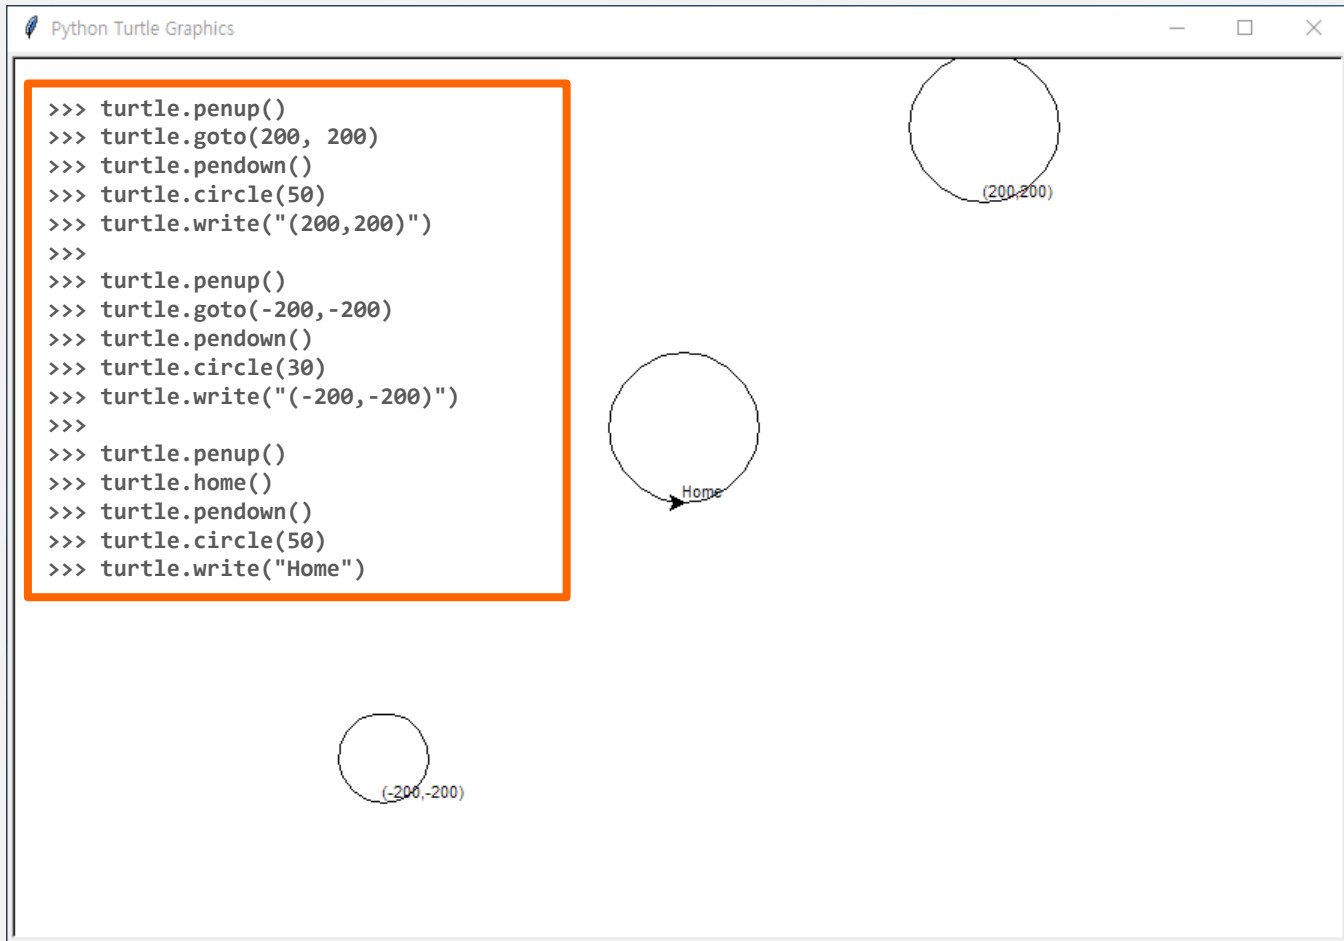 Python Turtle Graphics
>>> turtle.penup()
>>> turtle.goto(200, 200)
>>> turtle.pendown()
>>> turtle.circle(50)
>>> turtle.write("(200,200)")
>>>
>>> turtle.penup()
>>> turtle.goto(-200,-200)
>>> turtle.pendown()
>>> turtle.circle(30)
>>> turtle.write("(-200,-200)")
>>>
>>> turtle.penup()
>>> turtle.home()
>>> turtle.pendown()
>>> turtle.circle(50)
>>> turtle.write("Home")
(200,200)
Home
(-200,-200)